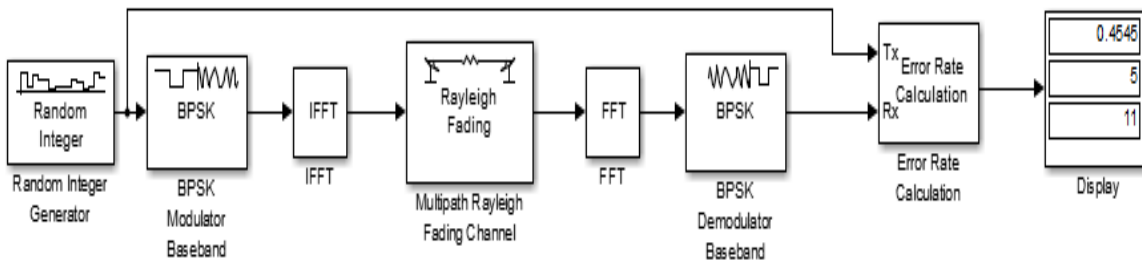 Random
Integer
Random Integer
Generator
BPSK
BPSK
Modulator
Baseband
IFFT
IFFT
Rayleigh
Fading
Multipath Rayleigh
Fading Channel
FFT
FFT
BPSK
BPSK
Demodulator
Baseband
Tx
Rx
Error Rate
Calculation
Error Rate
Calculation
0.4545
5
11
Display